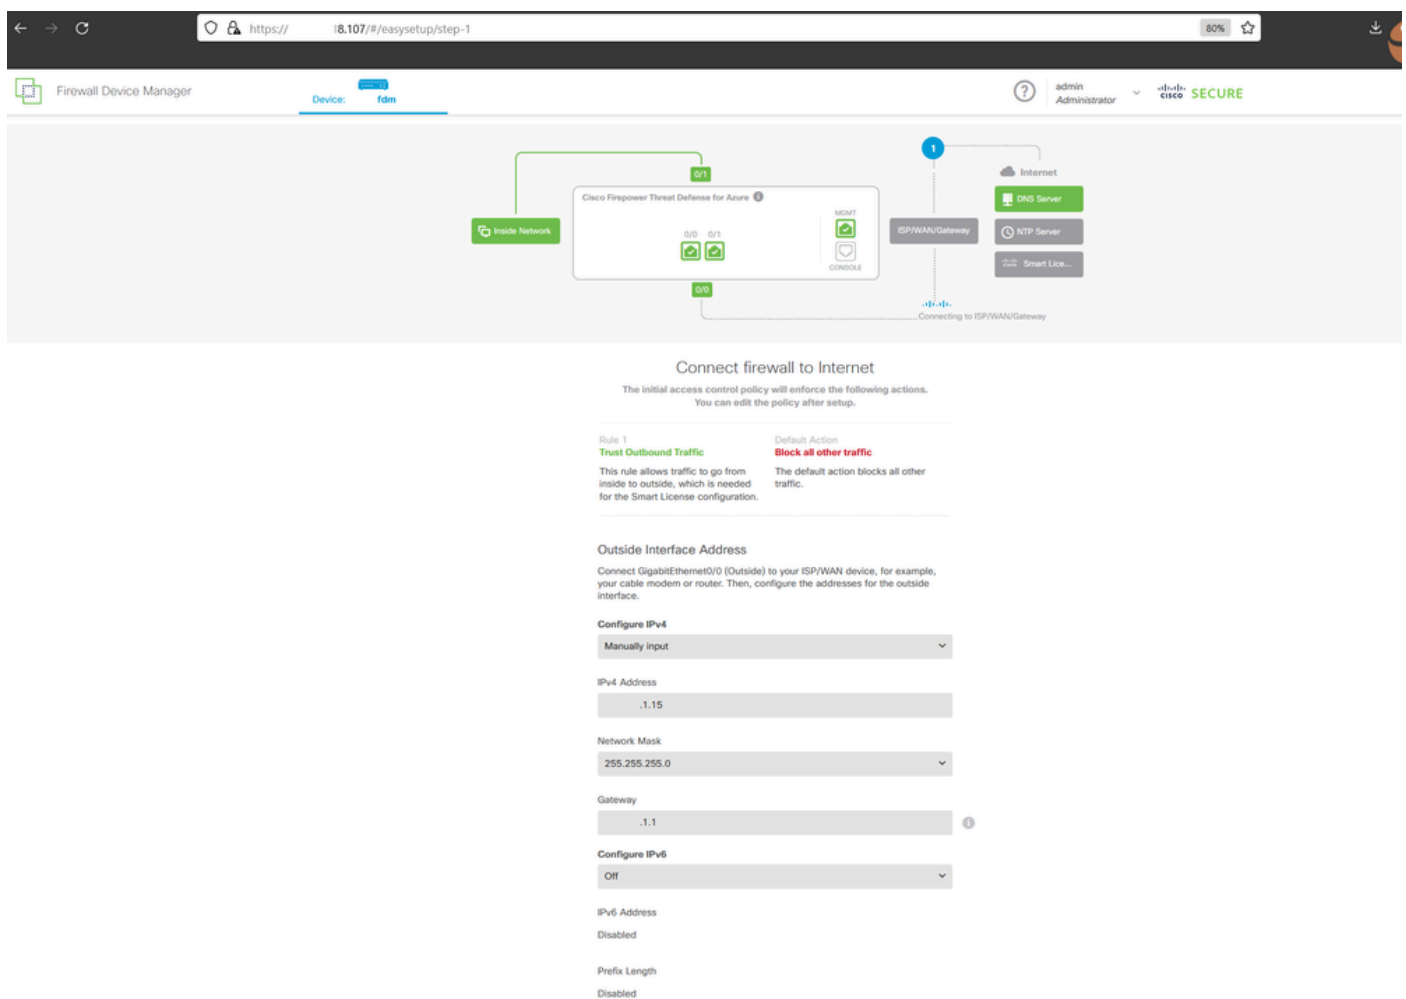 https:// 8.107/#/easysetup/step-1
80%
Firewall Device Manager
Device: fdm
?
admin
Administrator
CISCO SECURE
1
0/1
Internet
Cisco Firepower Threat Defense for Azure
DNS Server
MGMT
Inside Network
0/0 0/1
ISP/WAN/Gateway
NTP Server
CONSOLE
Smart Lice...
0/0
Connecting to ISP/WAN/Gateway
Connect firewall to Internet
The initial access control policy will enforce the following actions.
You can edit the policy after setup.
Rule 1
Trust Outbound Traffic
This rule allows traffic to go from
inside to outside, which is needed
for the Smart License configuration.
Default Action
Block all other traffic
The default action blocks all other
traffic.
Outside Interface Address
Connect GigabitEthernet0/0 (Outside) to your ISP/WAN device, for example,
your cable modem or router. Then, configure the addresses for the outside
interface.
Configure IPv4
Manually input
IPv4 Address
.1.15
Network Mask
255.255.255.0
Gateway
.1.1
Configure IPv6
Off
IPv6 Address
Disabled
Prefix Length
Disabled